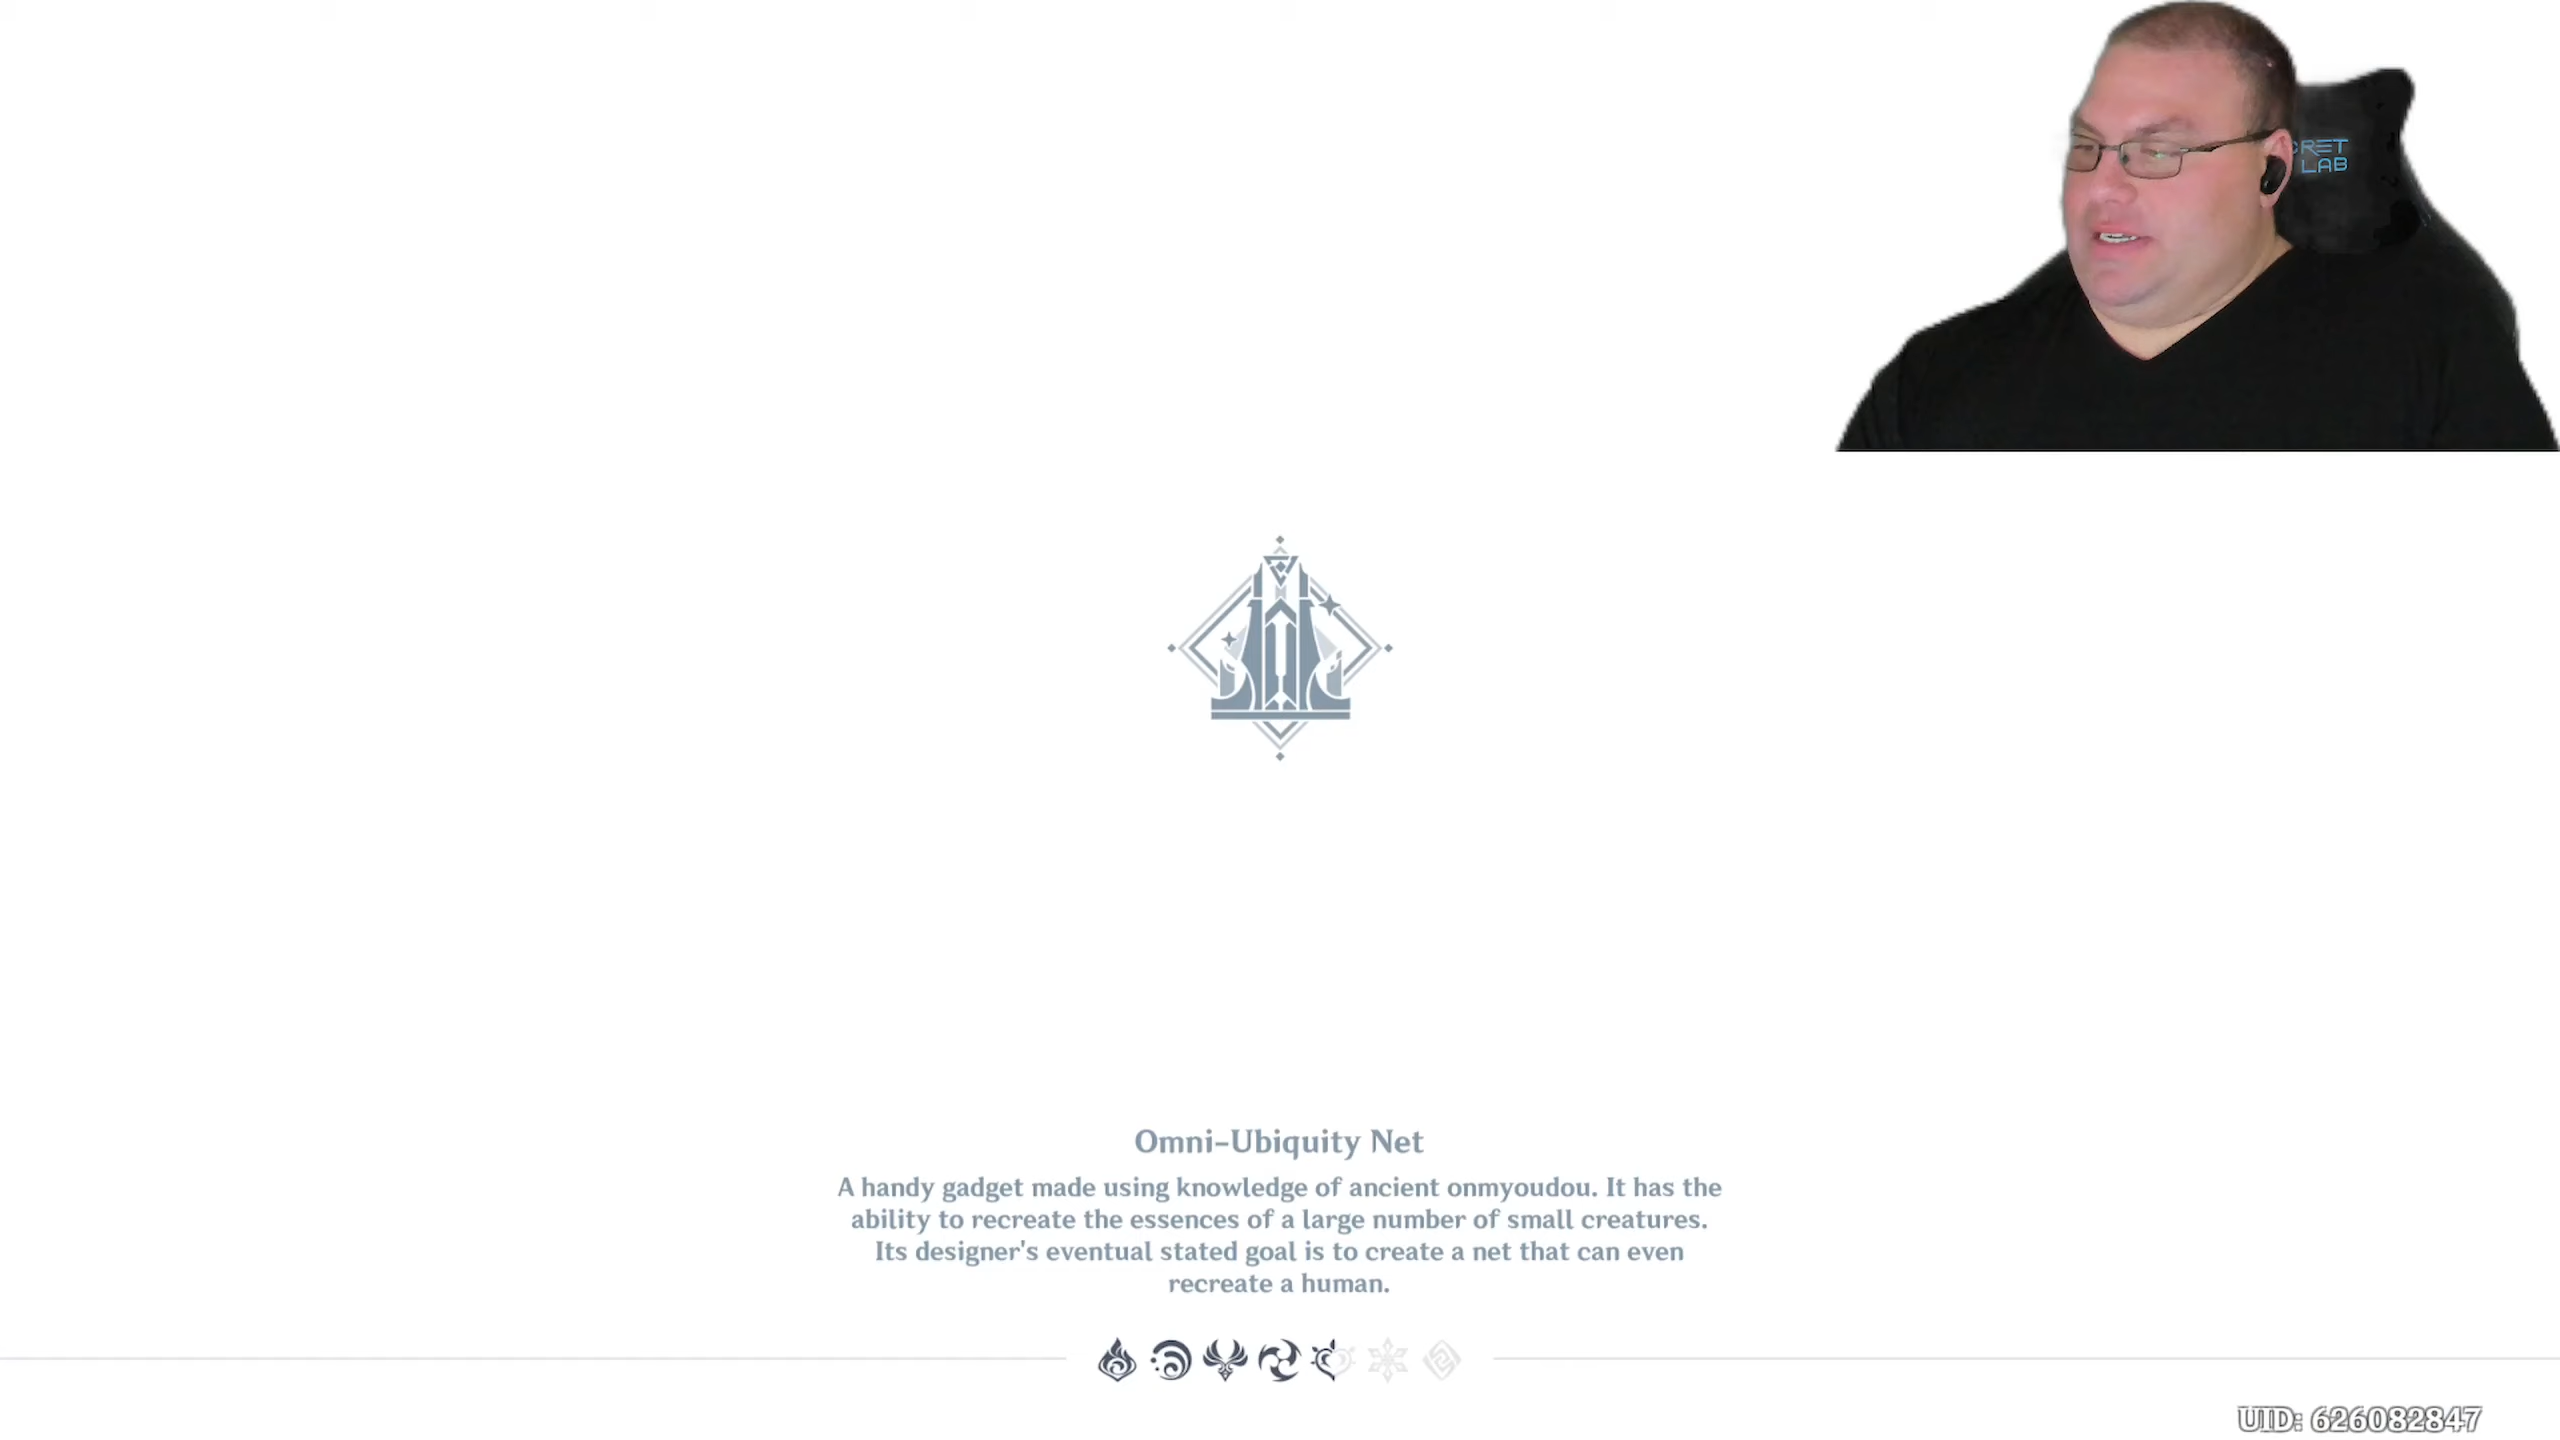 CRET
LAB
Omni-Ubiquity Net
A handy gadget made using knowledge of ancient onmyoudou. It has the
ability to recreate the essences of a large number of small creatures.
Its designer's eventual stated goal is to create a net that can even
recreate a human.
UID: 626082847